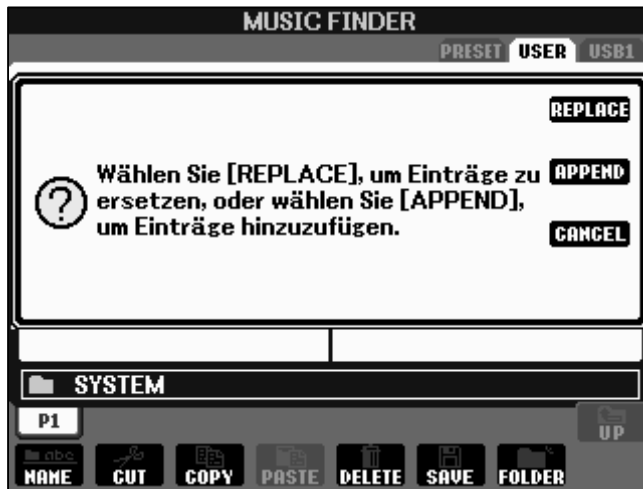 MUSIC FINDER
PRESET USER USB1
REPLACE
Wählen Sie [REPLACE], um Einträge zu
ersetzen, oder wählen Sie [APPEND],
um Einträge hinzuzufügen.
APPEND
CANCEL
SYSTEM
P1
UP
abc
NAME CUT COPY PASTE DELETE SAVE FOLDER